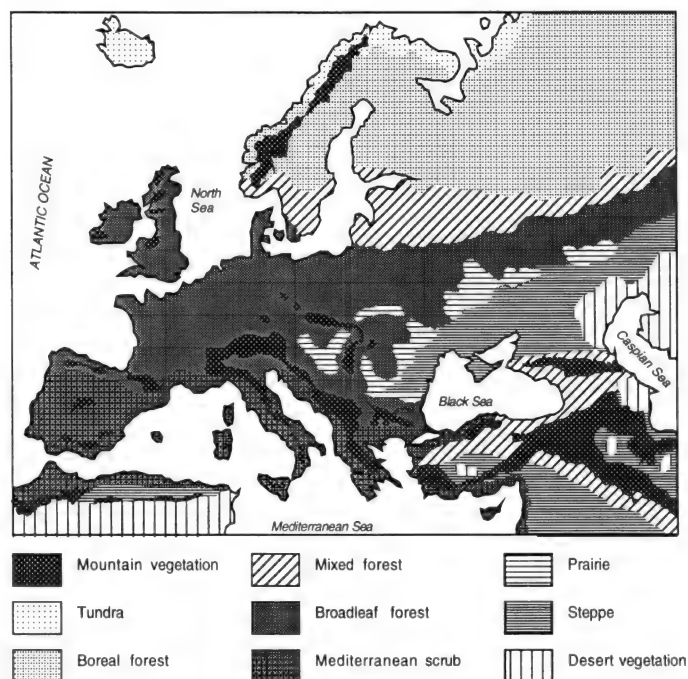 ATLANTIC OCEAN
North
Sea
Caspian Sea
Black Sea
Mediterranean Sea
Mountain vegetation
Mixed forest
Prairie
Tundra
Broadleaf forest
Steppe
Boreal forest
Mediterranean scrub
Desert vegetation